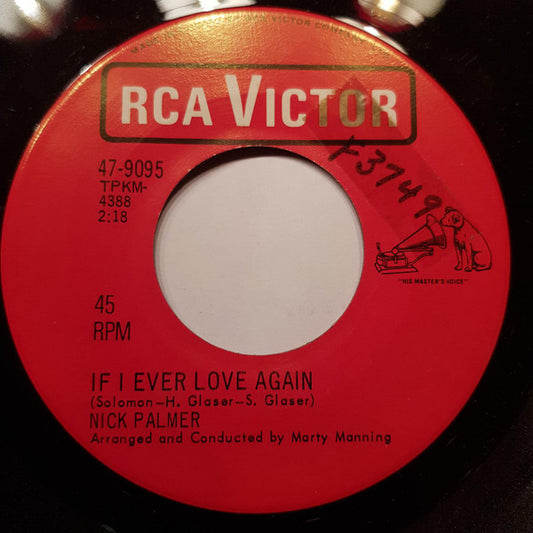 RCA VICTOR
47-9095
TPKM-
4388
2:18
F3749
"HIS MASTER'S VOICE"
45
RPM
IF I EVER LOVE AGAIN
(Solomon-H. Glaser-S. Glaser)
NICK PALMER
Arranged and Conducted by Marty Manning